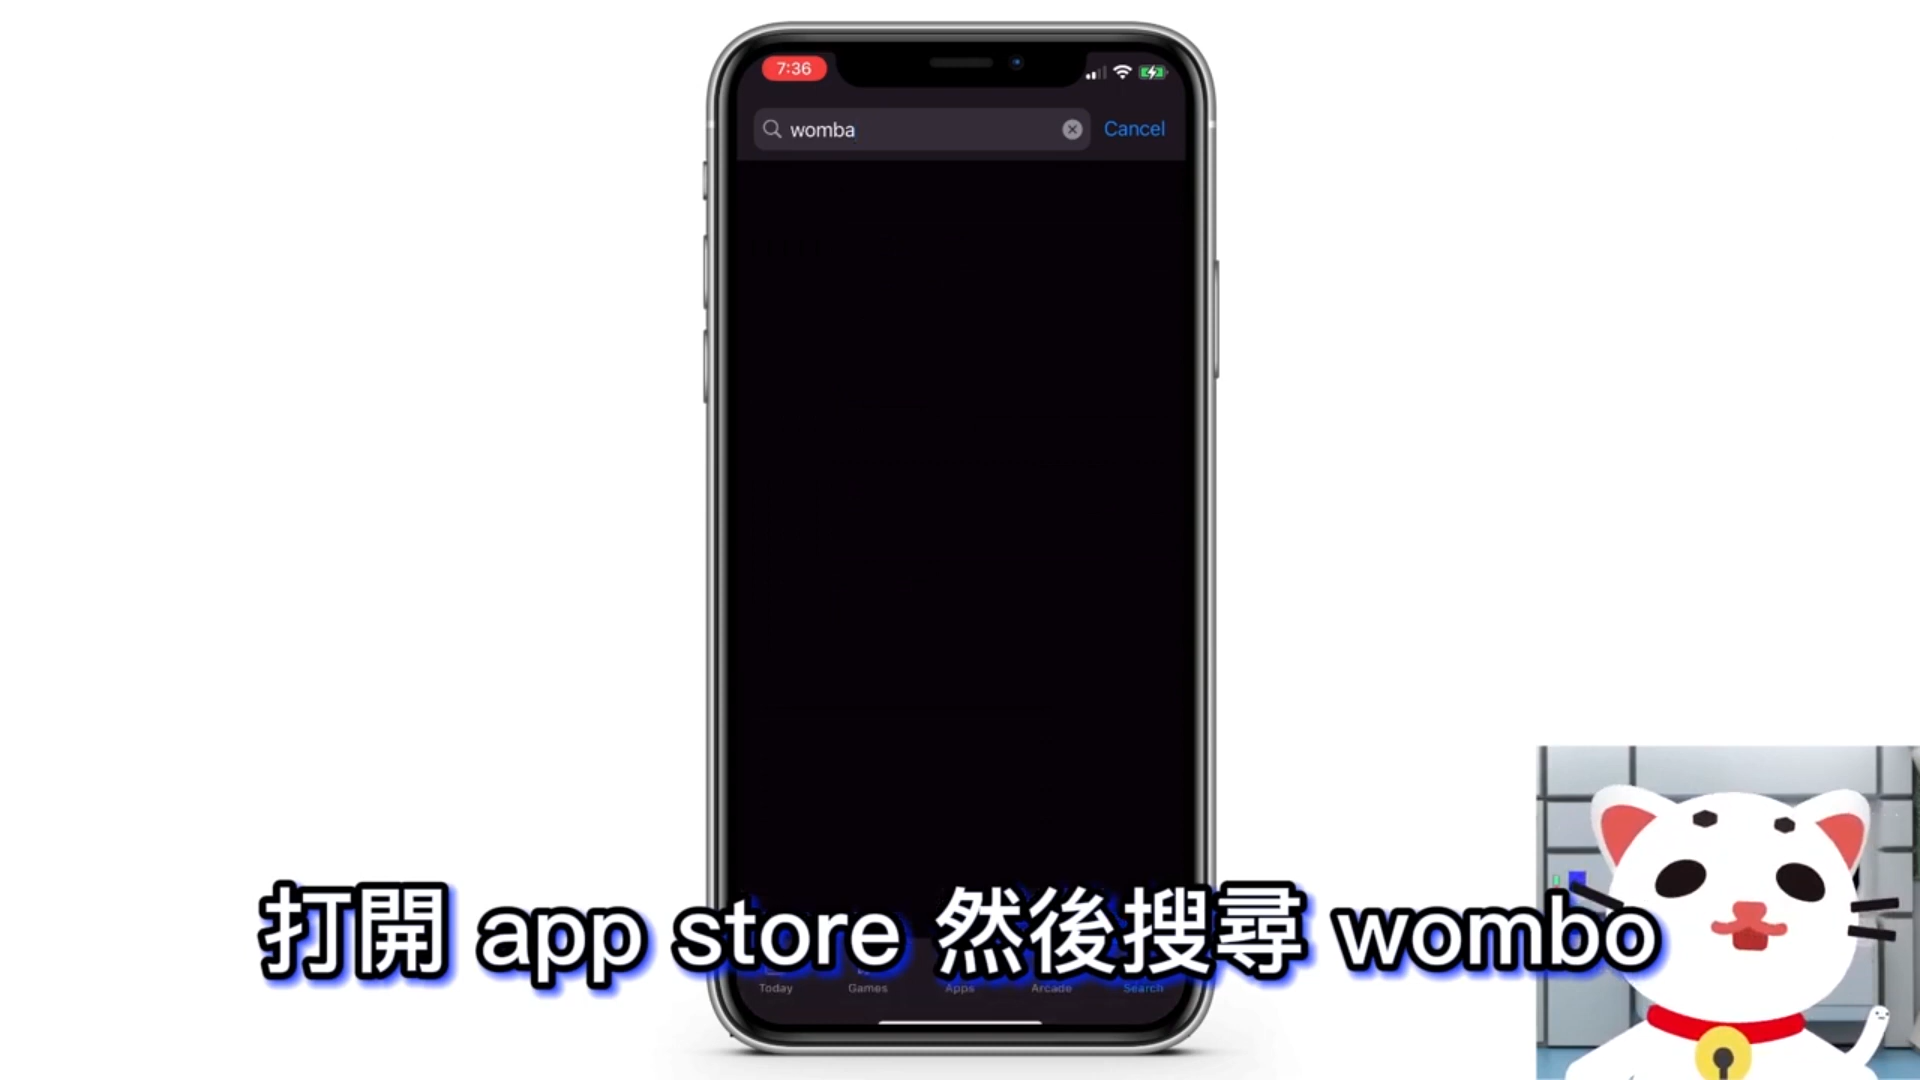 7:36
womba
Cancel
打開 app store 然後搜尋 wombo
Today
Games
Apps
Arcade
Search